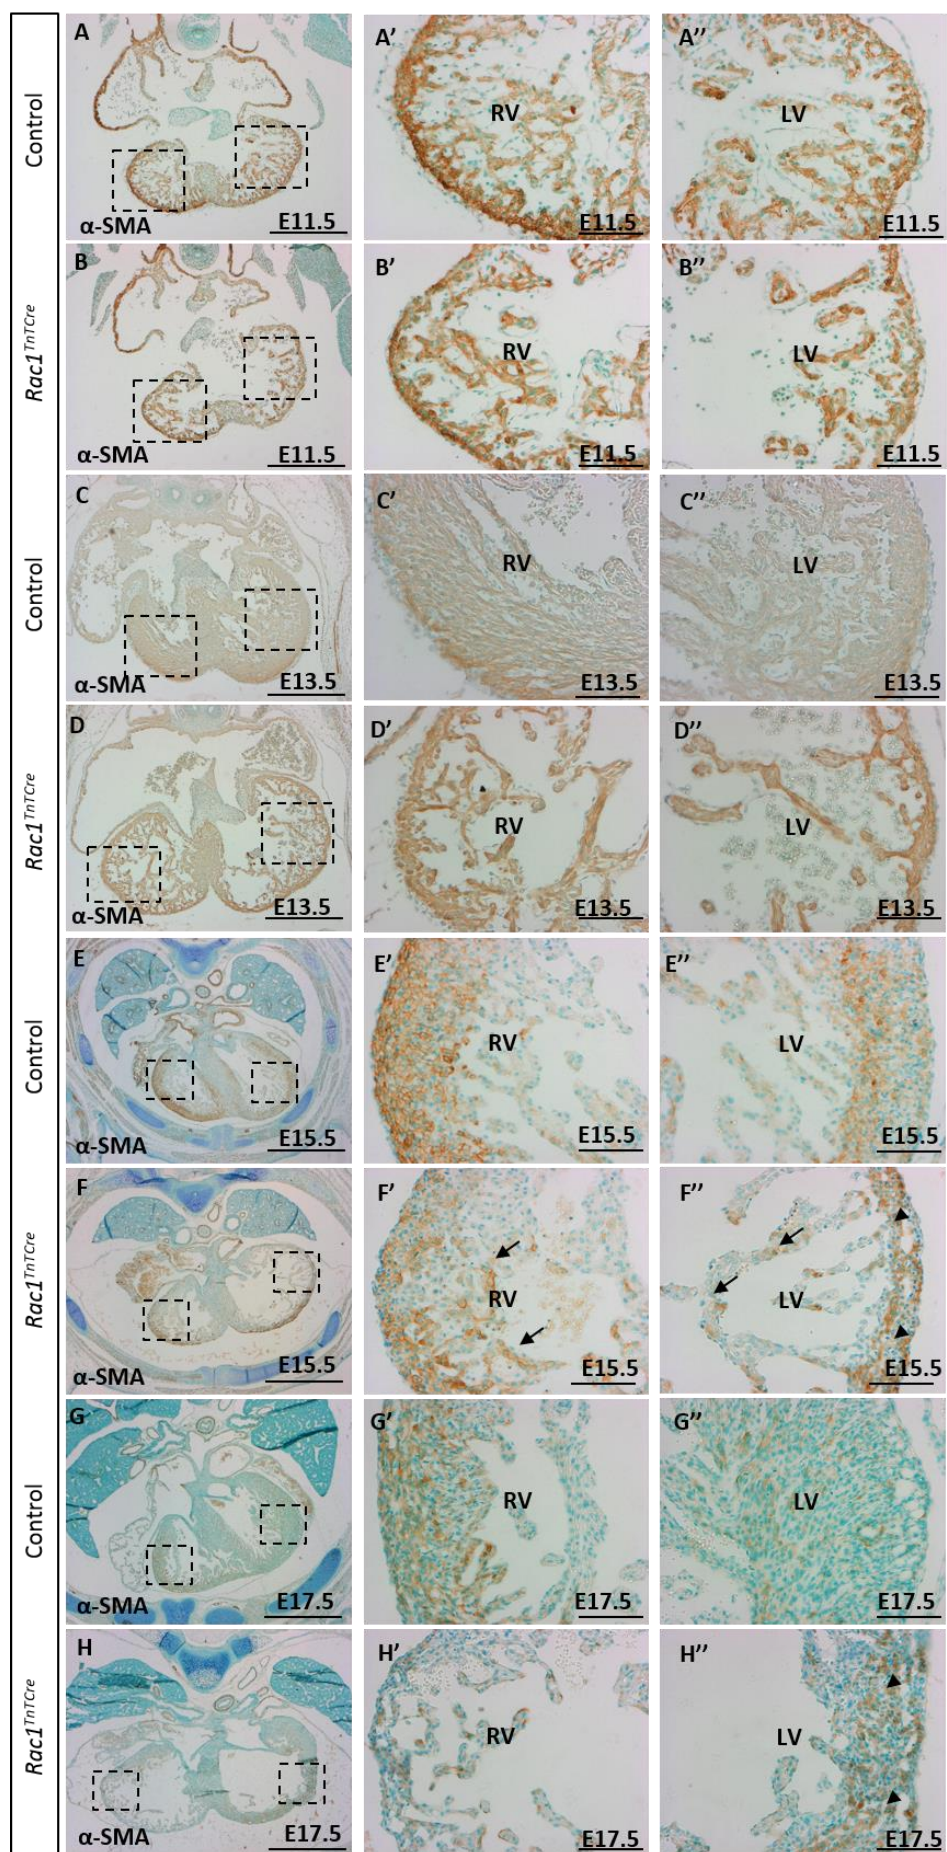 Control
A
α-SMA
E11.5
A'
RV
E11.5
A''
LV
E11.5
Rac1TnTCre
B
α-SMA
E11.5
B'
RV
E11.5
B''
LV
E11.5
Control
C
α-SMA
E13.5
C'
RV
E13.5
C''
LV
E13.5
Rac1TnTCre
D
α-SMA
E13.5
D'
RV
E13.5
D''
LV
E13.5
Control
E
α-SMA
E15.5
E'
RV
E15.5
E''
LV
E15.5
Rac1TnTCre
F
α-SMA
E15.5
F'
RV
E15.5
F''
LV
E15.5
Control
G
α-SMA
E17.5
G'
RV
E17.5
G''
LV
E17.5
Rac1TnTCre
H
α-SMA
E17.5
H'
RV
E17.5
H''
LV
E17.5